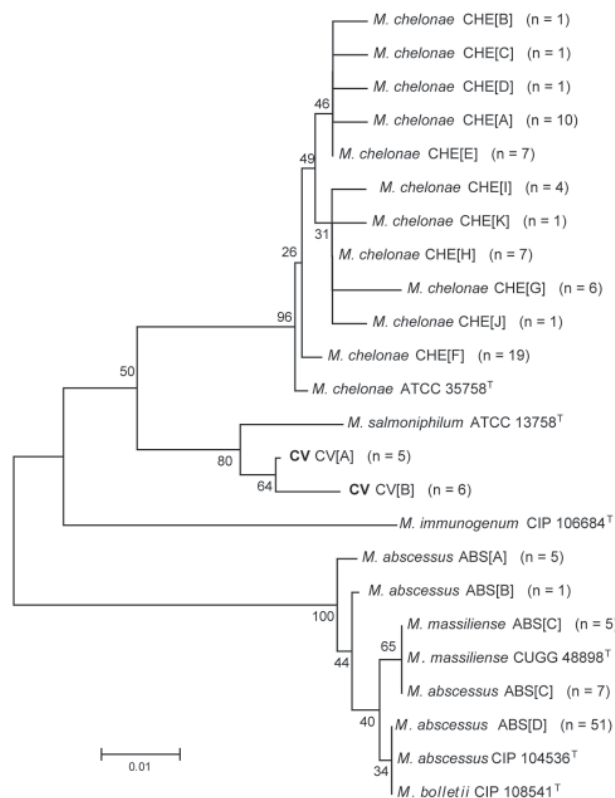 M. chelonae CHE[B] (n = 1)
M. chelonae CHE[C] (n = 1)
M. chelonae CHE[D] (n = 1)
46
M. chelonae CHE[A] (n = 10)
49
M. chelonae CHE[E] (n = 7)
M. chelonae CHE[I] (n = 4)
31
M. chelonae CHE[K] (n = 1)
26
M. chelonae CHE[H] (n = 7)
M. chelonae CHE[G] (n = 6)
96
M. chelonae CHE[J] (n = 1)
M. chelonae CHE[F] (n = 19)
50
M. chelonae ATCC 35758T
M. salmoniphilum ATCC 13758T
80
CV CV[A] (n = 5)
64
CV CV[B] (n = 6)
M. immunogenum CIP 106684T
M. abscessus ABS[A] (n = 5)
100
M. abscessus ABS[B] (n = 1)
M. massiliense ABS[C] (n = 5)
44
65
M. massiliense CUGG 48898T
M. abscessus ABS[C] (n = 7)
40
M. abscessus ABS[D] (n = 51)
M. abscessus CIP 104536T
34
M. bolletii CIP 108541T
0.01